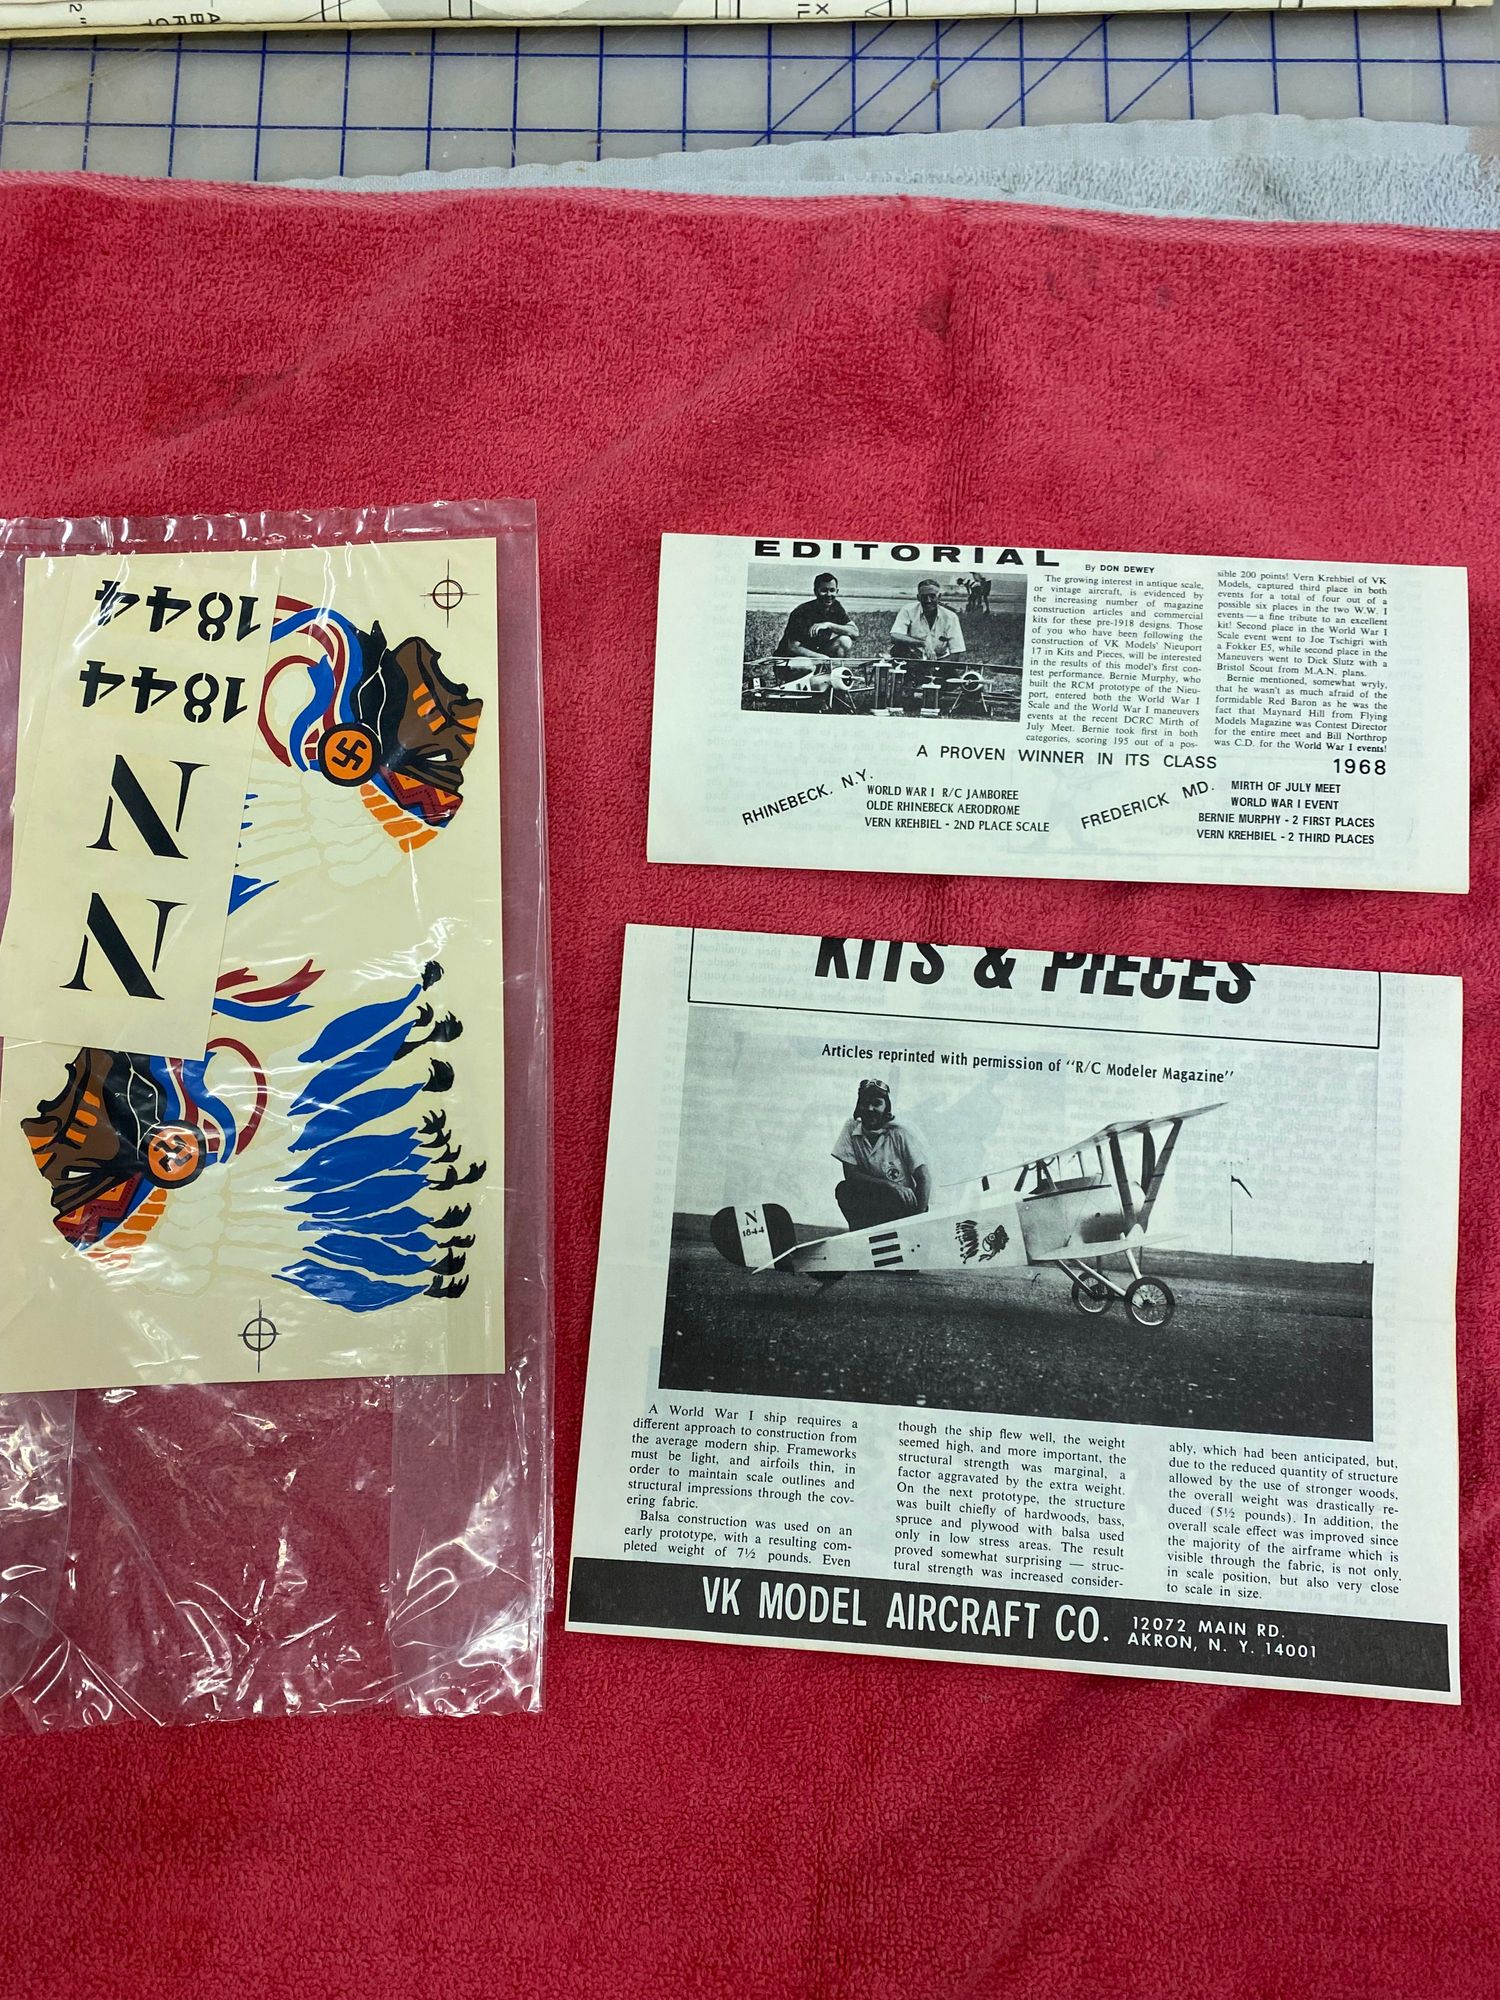 2"
XIL
1844
1844
N
N
EDITORIAL
By DON DEWEY
The growing interest in antique scale,
or vintage aircraft, is evidenced by
the increasing number of magazine
construction articles and commercial
kits for these pre-1918 designs. Those
of you who have been following the
construction of VK Models' Nieuport
17 in Kits and Pieces, will be interested
in the results of this model's first con-
test performance. Bernie Murphy, who
built the RCM prototype of the Nieu-
port, entered both the World War I
Scale and the World War I maneuvers
events at the recent DCRC Mirth of
July Meet. Bernie took first in both
categories, scoring 195 out of a pos-
sible 200 points! Vern Krehbiel of VK
Models, captured third place in both
events for a total of four out of a
possible six places in the two W.W. I
events — a fine tribute to an excellent
kit! Second place in the World War I
Scale event went to Joe Tschigri with
a Fokker E5, while second place in the
Maneuvers went to Dick Slutz with a
Bristol Scout from M.A.N. plans.
Bernie mentioned, somewhat wryly,
that he wasn't as much afraid of the
formidable Red Baron as he was the
fact that Maynard Hill from Flying
Models Magazine was Contest Director
for the entire meet and Bill Northrop
was C.D. for the World War I events!
A PROVEN WINNER IN ITS CLASS
1968
RHINEBECK. N.Y.
WORLD WAR I R/C JAMBOREE
OLDE RHINEBECK AERODROME
VERN KREHBIEL - 2ND PLACE SCALE
FREDERICK MD.
MIRTH OF JULY MEET
WORLD WAR I EVENT
BERNIE MURPHY - 2 FIRST PLACES
VERN KREHBIEL - 2 THIRD PLACES
KITS & PIECES
Articles reprinted with permission of "R/C Modeler Magazine"
N
1844
A World War I ship requires a
different approach to construction from
the average modern ship. Frameworks
must be light, and airfoils thin, in
order to maintain scale outlines and
structural impressions through the cov-
ering fabric.
Balsa construction was used on an
early prototype, with a resulting com-
pleted weight of 7½ pounds. Even
though the ship flew well, the weight
seemed high, and more important, the
structural strength was marginal, a
factor aggravated by the extra weight.
On the next prototype, the structure
was built chiefly of hardwoods, bass,
spruce and plywood with balsa used
only in low stress areas. The result
proved somewhat surprising — struc-
tural strength was increased consider-
ably, which had been anticipated, but,
due to the reduced quantity of structure
allowed by the use of stronger woods,
the overall weight was drastically re-
duced (5½ pounds). In addition, the
overall scale effect was improved since
the majority of the airframe which is
visible through the fabric, is not only,
in scale position, but also very close
to scale in size.
VK MODEL AIRCRAFT CO.
12072 MAIN RD.
AKRON, N. Y. 14001